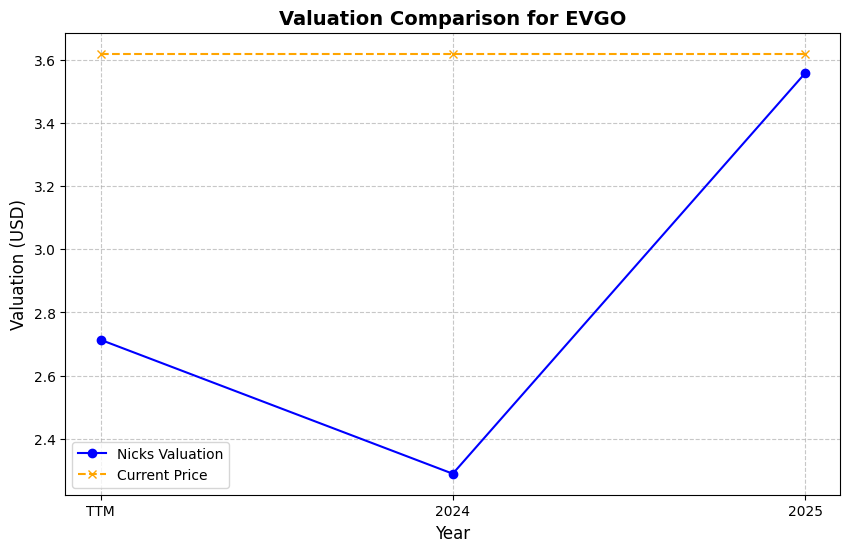 Valuation Comparison for EVGO
Valuation (USD)
3.6
3.4
3.2
3.0
2.8
2.6
2.4
Nicks Valuation
Current Price
TTM
2024
2025
Year